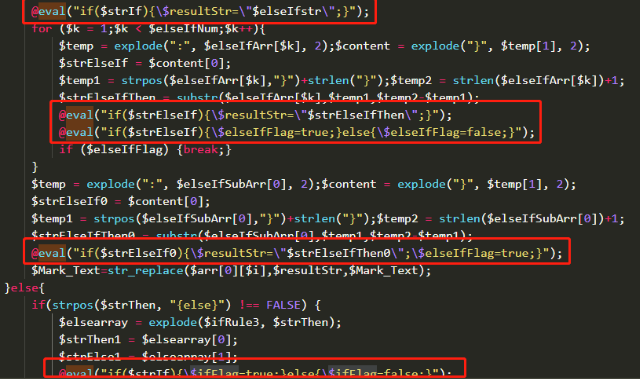 @eval("if($strIf){\$resultStr=\"$elseIfstr\";}");
for ($k = 1;$k < $elseIfNum;$k++){
$temp = explode(":", $elseIfArr[$k], 2);$content = explode("}", $temp[1], 2);
$strElseIf = $content[0];
$temp1 = strpos($elseIfArr[$k],"}")+strlen("}");$temp2 = strlen($elseIfArr[$k])+1;
$strElseIfThen = substr($elseIfArr[$k],$temp1,$temp2-$temp1);
@eval("if($strElseIf){\$resultStr=\"$strElseIfThen\";}");
@eval("if($strElseIf){\$elseIfFlag=true;}else{\$elseIfFlag=false;}");
if ($elseIfFlag) {break;}
}
$temp = explode(":", $elseIfSubArr[0], 2);$content = explode("}", $temp[1], 2);
$strElseIf0 = $content[0];
$temp1 = strpos($elseIfSubArr[0],"}")+strlen("}");$temp2 = strlen($elseIfSubArr[0])+1;
$strElseIfThen0 = substr($elseIfSubArr[0],$temp1,$temp2-$temp1);
@eval("if($strElseIf0){\$resultStr=\"$strElseIfThen0\";\$elseIfFlag=true;}");
$Mark_Text=str_replace($arr[0][$i],$resultStr,$Mark_Text);
}else{
if(strpos($strThen, "{else}") !== FALSE) {
$elsearray = explode($ifRule3, $strThen);
$strThen1 = $elsearray[0];
$strElse1 = $elsearray[1];
@eval("if($strIf){\$ifFlag=true;}else{\$ifFlag=false;}");